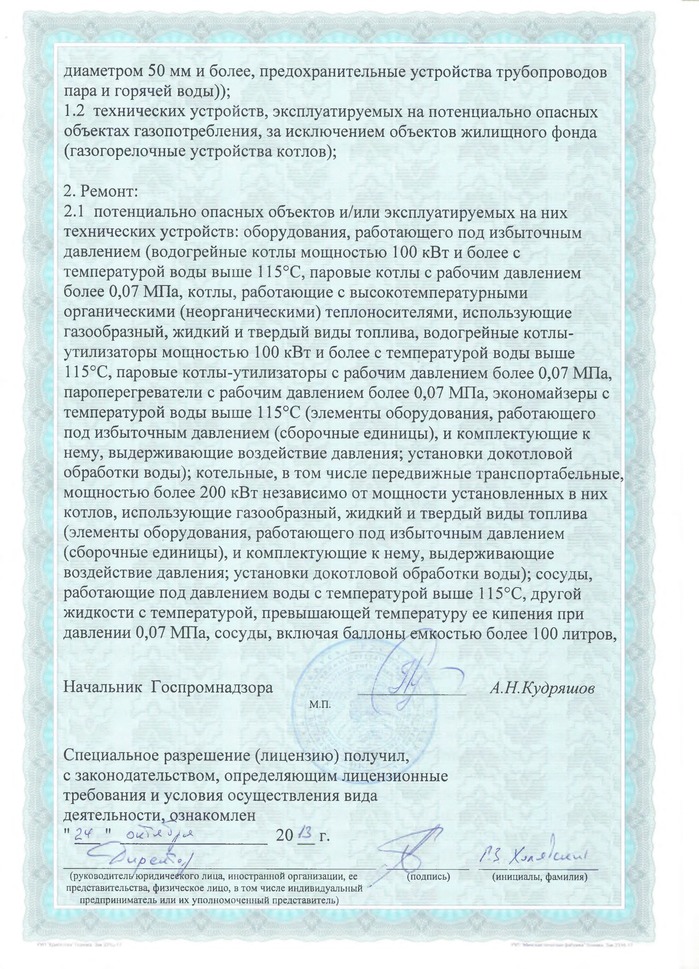 диаметром 50 мм и более, предохранительные устройства трубопроводов
пара и горячей воды));
1.2 технических устройств, эксплуатируемых на потенциально опасных
объектах газопотребления, за исключением объектов жилищного фонда
(газогорелочные устройства котлов);
2. Ремонт:
2.1 потенциально опасных объектов и/или эксплуатируемых на них
технических устройств: оборудования, работающего под избыточным
давлением (водогрейные котлы мощностью 100 кВт и более с
температурой воды выше 115°С, паровые котлы с рабочим давлением
более 0,07 МПа, котлы, работающие с высокотемпературными
органическими (неорганическими) теплоносителями, использующие
газообразный, жидкий и твердый виды топлива, водогрейные котлы-
утилизаторы мощностью 100 кВт и более с температурой воды выше
115°С, паровые котлы-утилизаторы с рабочим давлением более 0,07 МПа,
пароперегреватели с рабочим давлением более 0,07 МПа, экономайзеры с
температурой воды выше 115°С (элементы оборудования, работающего
под избыточным давлением (сборочные единицы), и комплектующие к
нему, выдерживающие воздействие давления; установки докотловой
обработки воды); котельные, в том числе передвижные транспортабельные,
мощностью более 200 кВт независимо от мощности установленных в них
котлов, использующие газообразный, жидкий и твердый виды топлива
(элементы оборудования, работающего под избыточным давлением
(сборочные единицы), и комплектующие к нему, выдерживающие
воздействие давления; установки докотловой обработки воды); сосуды,
работающие под давлением воды с температурой выше 115°С, другой
жидкости с температурой, превышающей температуру ее кипения при
давлении 0,07 МПа, сосуды, включая баллоны емкостью более 100 литров,
Начальник Госпромнадзора А.Н.Кудряшов
М.П.
Специальное разрешение (лицензию) получил,
с законодательством, определяющим лицензионные
требования и условия осуществления вида
деятельности, ознакомлен
"24" октября 2013 г.
Директор
(руководитель/юридического лица, иностранной организации, ее (подпись) (инициалы, фамилия)
представительства, физическое лицо, в том числе индивидуальный
предприниматель или их уполномоченный представитель)